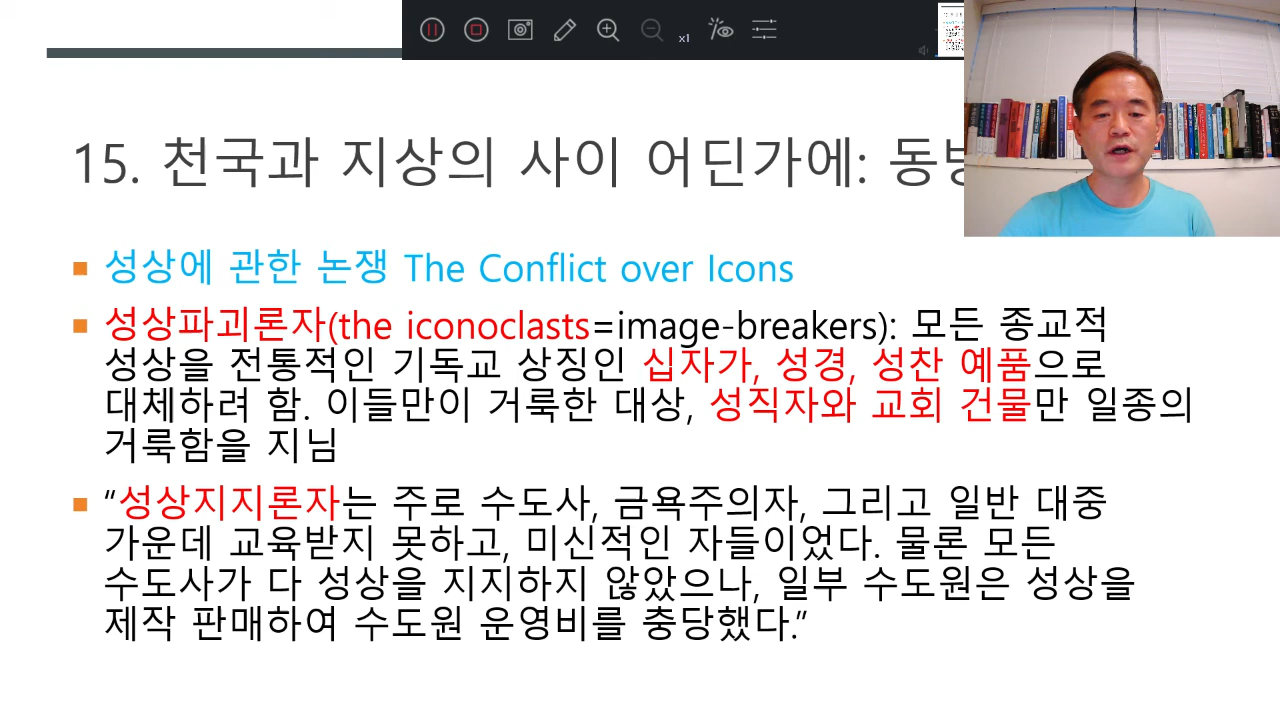 x1
15. 천국과 지상의 사이 어딘가에:
성상에 관한 논쟁 The Conflict over Icons
성상파괴론자(the iconoclasts=image-breakers): 모든 종교적
성상을 전통적인 기독교 상징인 십자가, 성경, 성찬 예품으로
대체하려 함. 이들만이 거룩한 대상, 성직자와 교회 건물만 일종의
거룩함을 지님
“성상지지론자는 주로 수도사, 금욕주의자, 그리고 일반 대중
가운데 교육받지 못하고, 미신적인 자들이었다. 물론 모든
수도사가 다 성상을 지지하지 않았으나, 일부 수도원은 성상을
제작 판매하여 수도원 운영비를 충당했다.”